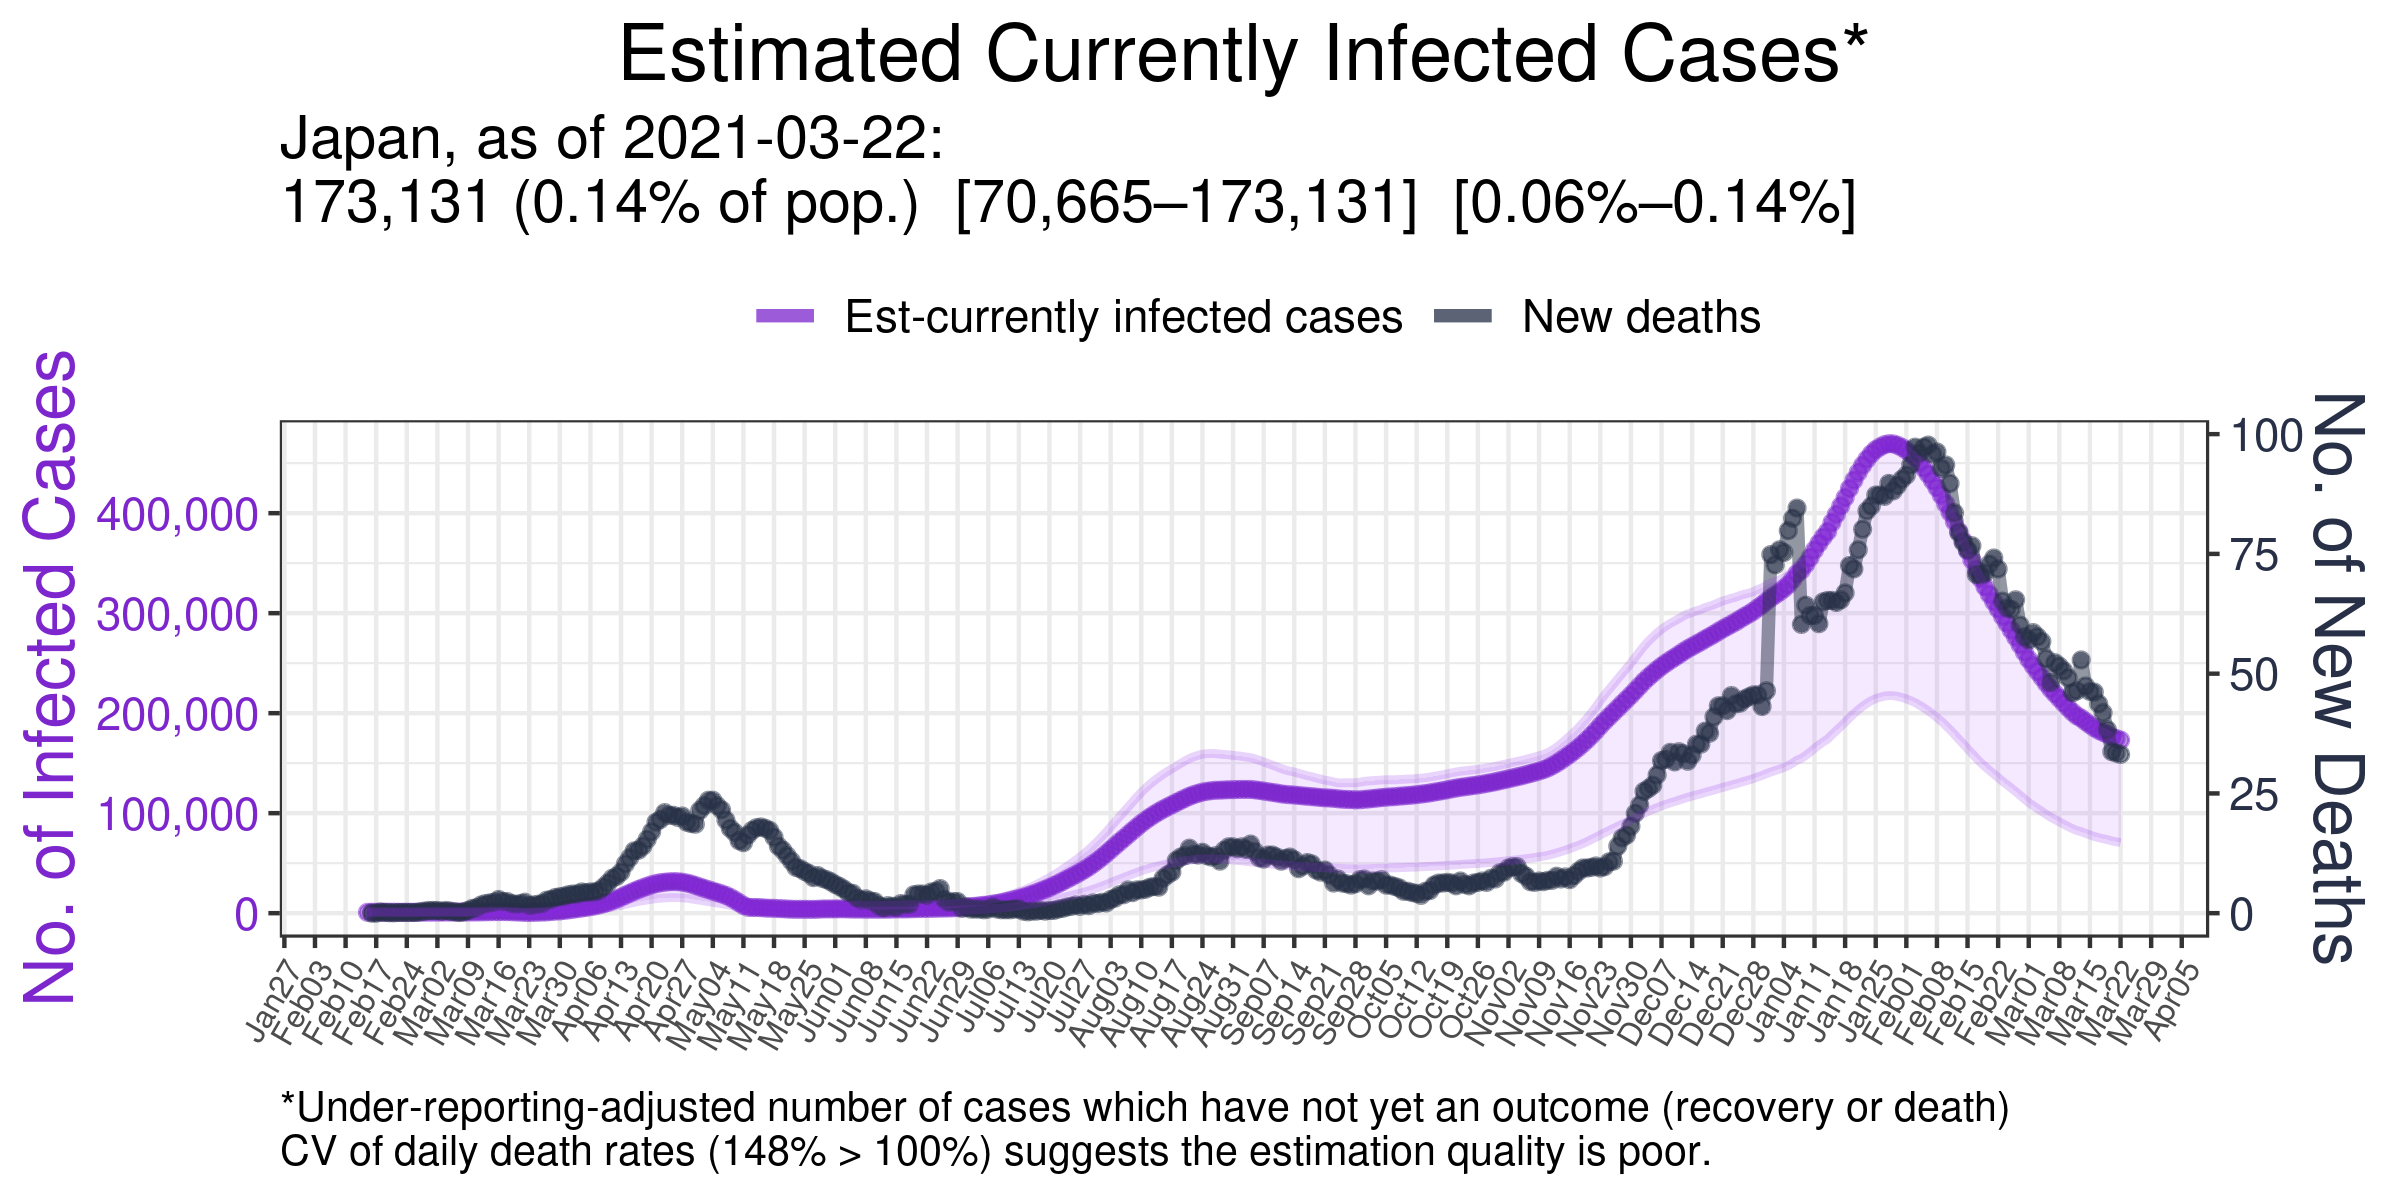 Estimated Currently Infected Cases*
Japan, as of 2021-03-22:
173,131 (0.14% of pop.) [70,665–173,131] [0.06%–0.14%]
Est-currently infected cases New deaths
No. of Infected Cases
400,000
300,000
200,000
100,000
0
100
75
50
25
0
No. of New Deaths
Jan27 Feb03 Feb10 Feb17 Feb24 Mar02 Mar09 Mar16 Mar23 Mar30 Apr06 Apr13 Apr20 Apr27 May04 May11 May18 May25 Jun01 Jun08 Jun15 Jun22 Jun29 Jul06 Jul13 Jul20 Jul27 Aug03 Aug10 Aug17 Aug24 Aug31 Sep07 Sep14 Sep21 Sep28 Oct05 Oct12 Oct19 Oct26 Nov02 Nov09 Nov16 Nov23 Nov30 Dec07 Dec14 Dec21 Dec28 Jan04 Jan11 Jan18 Jan25 Feb01 Feb08 Feb15 Feb22 Mar01 Mar08 Mar15 Mar22 Mar29 Apr05
*Under-reporting-adjusted number of cases which have not yet an outcome (recovery or death)
CV of daily death rates (148% > 100%) suggests the estimation quality is poor.